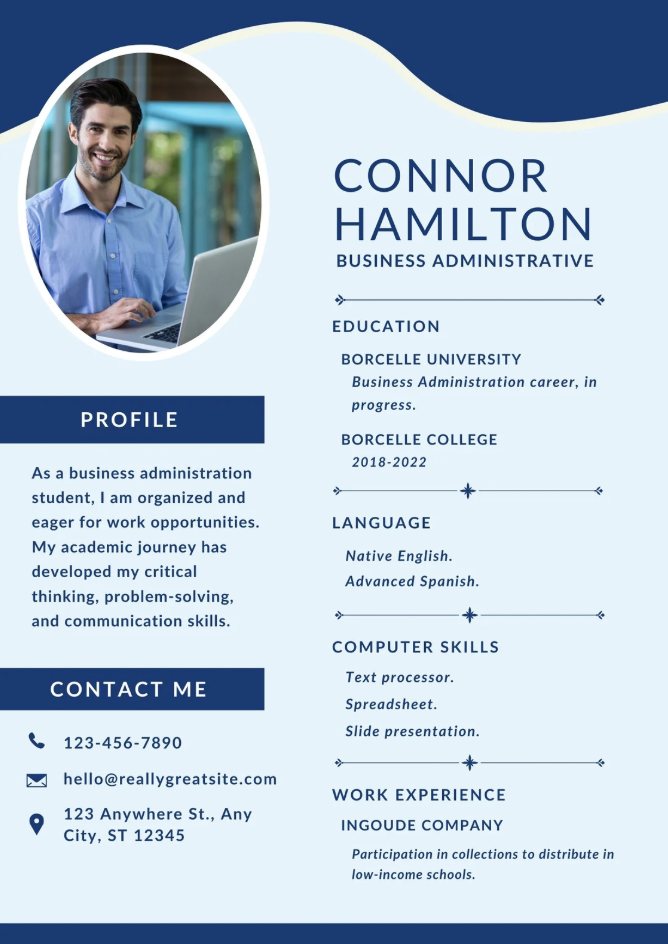 CONNOR
HAMILTON
BUSINESS ADMINISTRATIVE
PROFILE
As a business administration
student, I am organized and
eager for work opportunities.
My academic journey has
developed my critical
thinking, problem-solving,
and communication skills.
CONTACT ME
123-456-7890
hello@reallygreatsite.com
123 Anywhere St., Any
City, ST 12345
EDUCATION
BORCELLE UNIVERSITY
Business Administration career, in
progress.
BORCELLE COLLEGE
2018-2022
LANGUAGE
Native English.
Advanced Spanish.
COMPUTER SKILLS
Text processor.
Spreadsheet.
Slide presentation.
WORK EXPERIENCE
INGOUDE COMPANY
Participation in collections to distribute in
low-income schools.